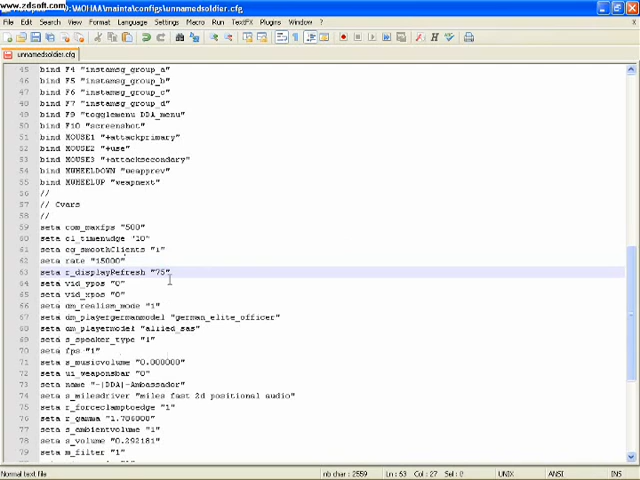 www.zdsoft.com
C:\MOHAA\mainta\configs\unnamedsoldier.cfg
File Edit Search View Format Language Settings Macro Run TextFX Plugins Window ?
unnamedsoldier.cfg
45 bind F4 "instamsg_group_a"
46 bind F5 "instamsg_group_b"
47 bind F6 "instamsg_group_c"
48 bind F7 "instamsg_group_d"
49 bind F9 "togglemenu DDA_menu"
50 bind F10 "screenshot"
51 bind MOUSE1 "+attackprimary"
52 bind MOUSE2 "+use"
53 bind MOUSE3 "+attacksecondary"
54 bind MWHEELDOWN "weapprev"
55 bind MWHEELUP "weapnext"
56 //
57 // Cvars
58 //
59 seta com_maxfps "500"
60 seta cl_timenudge "10"
61 seta cg_smoothClients "1"
62 seta rate "15000"
63 seta r_displayRefresh "75"
64 seta vid_ypos "0"
65 seta vid_xpos "0"
66 seta dm_realism_mode "1"
67 seta dm_playergermanmodel "german_elite_officer"
68 seta dm_playermodel "allied_sas"
69 seta s_speaker_type "1"
70 seta fps "1"
71 seta s_musicvolume "0.000000"
72 seta ui_weaponsbar "0"
73 seta name "-|DDA|-Ambassador"
74 seta s_milesdriver "miles fast 2d positional audio"
75 seta r_forceclamptoedge "1"
76 seta r_gamma "1.700000"
77 seta s_ambientvolume "1"
78 seta s_volume "0.292181"
79 seta m_filter "1"
Normal text file nb char : 2559 Ln : 63 Col : 27 Sel : 0 UNIX ANSI INS